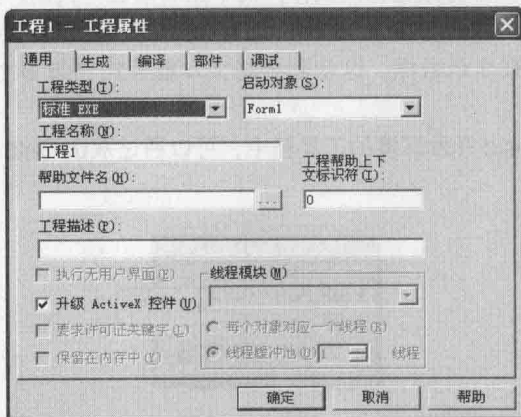 工程1 - 工程属性
通用 生成 编译 部件 调试
工程类型(T):
启动对象(S):
标准 EXE
Form1
工程名称(N):
工程1
帮助文件名(H):
工程帮助上下
文标识符(I):
...
0
工程描述(P):
执行无用户界面(E)
线程模块(M)
升级 ActiveX 控件(U)
要求许可证关键字(L)
每个对象对应一个线程(R)
保留在内存中(Y)
线程缓冲池(O) 1 线程
确定 取消 帮助